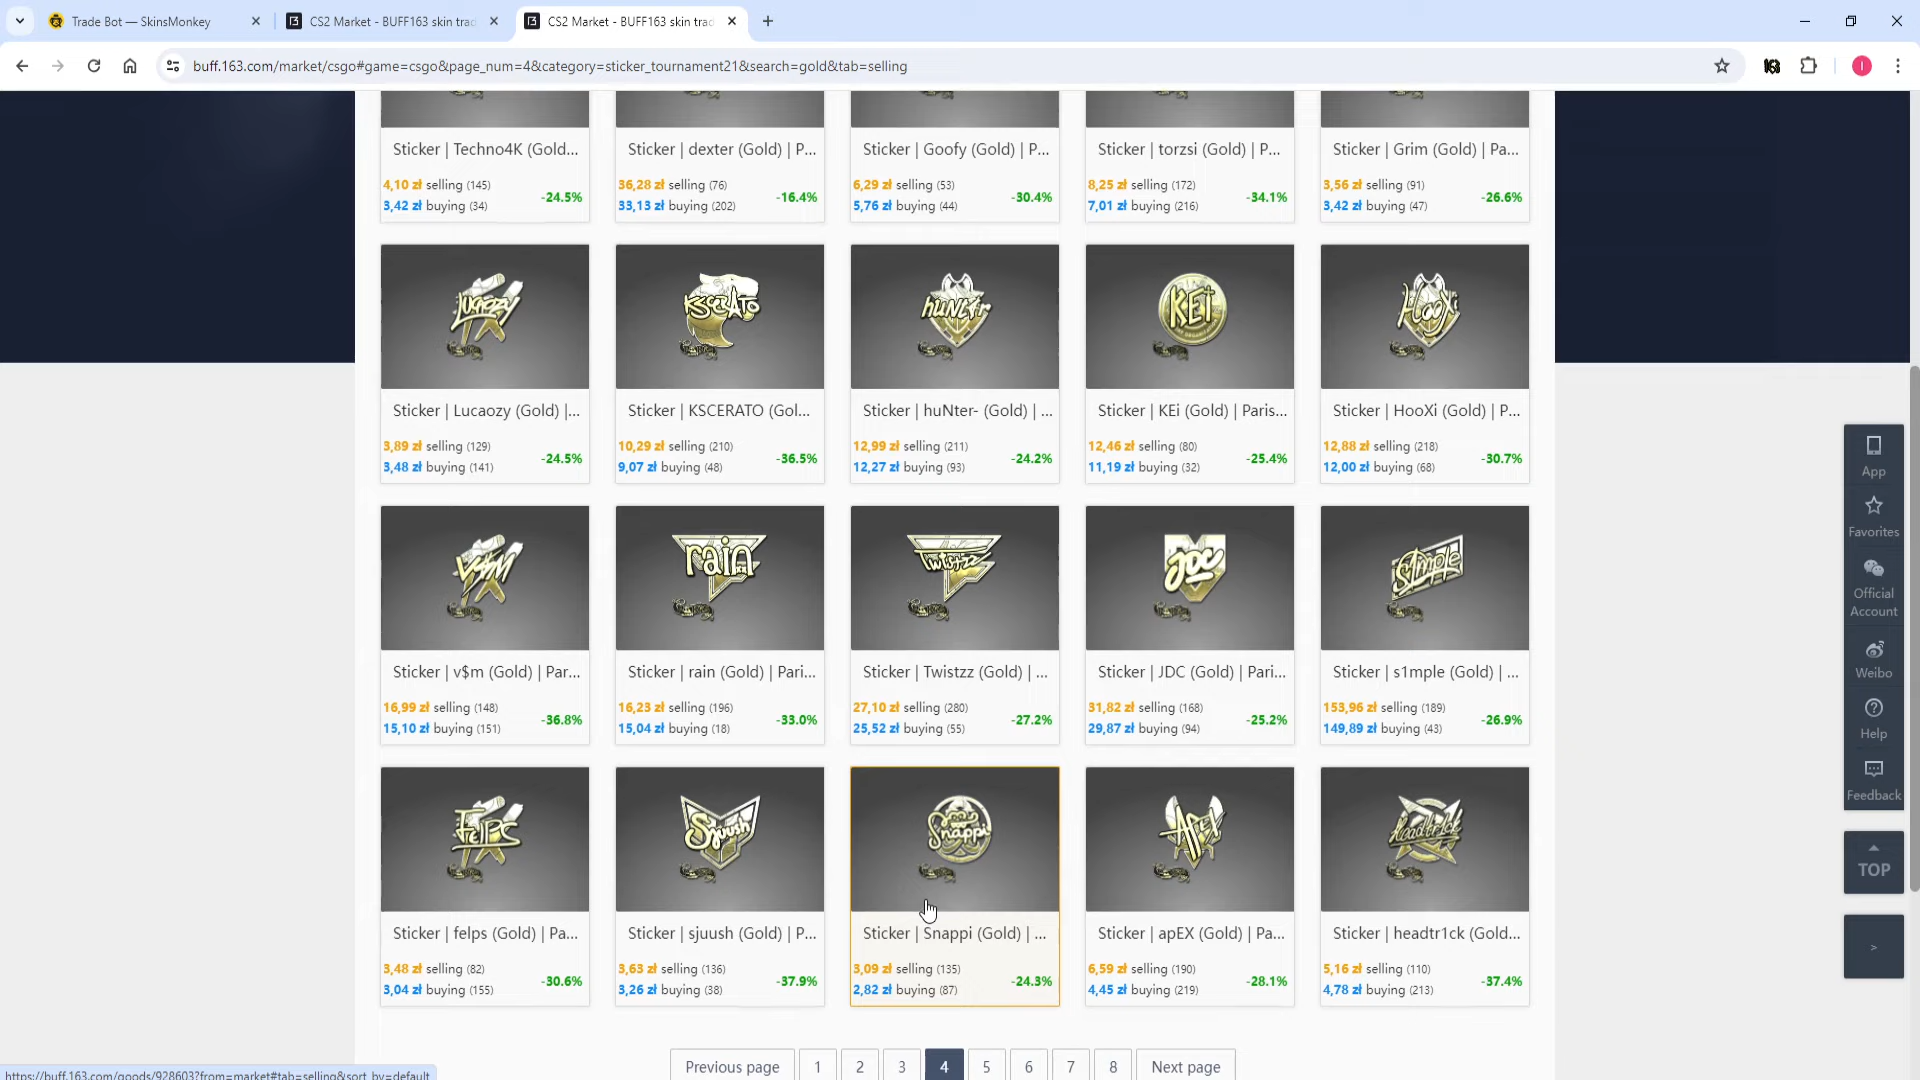 Trade Bot — SkinsMonkey
CS2 Market - BUFF163 skin trad
CS2 Market - BUFF163 skin trad
buff.163.com/market/csgo#game=csgo&page_num=4&category=sticker_tournament21&search=gold&tab=selling
Sticker | Techno4K (Gold...
4,10 zł selling (145)
3,42 zł buying (34)
-24.5%
Sticker | dexter (Gold) | P...
36,28 zł selling (76)
33,13 zł buying (202)
-16.4%
Sticker | Goofy (Gold) | P...
6,29 zł selling (53)
5,76 zł buying (44)
-30.4%
Sticker | torzsi (Gold) | P...
8,25 zł selling (172)
7,01 zł buying (216)
-34.1%
Sticker | Grim (Gold) | Pa...
3,56 zł selling (91)
3,42 zł buying (47)
-26.6%
Lucaozy
Sticker | Lucaozy (Gold) |...
3,89 zł selling (129)
3,48 zł buying (141)
-24.5%
KSCERATO
Sticker | KSCERATO (Gol...
10,29 zł selling (210)
9,07 zł buying (48)
-36.5%
huNter
Sticker | huNter- (Gold) | ...
12,99 zł selling (211)
12,27 zł buying (93)
-24.2%
KEi
Sticker | KEi (Gold) | Paris...
12,46 zł selling (80)
11,19 zł buying (32)
-25.4%
HooXi
Sticker | HooXi (Gold) | P...
12,88 zł selling (218)
12,00 zł buying (68)
-30.7%
V$M
Sticker | v$m (Gold) | Par...
16,99 zł selling (148)
15,10 zł buying (151)
-36.8%
rain
Sticker | rain (Gold) | Pari...
16,23 zł selling (196)
15,04 zł buying (18)
-33.0%
Twistzz
Sticker | Twistzz (Gold) | ...
27,10 zł selling (280)
25,52 zł buying (55)
-27.2%
JDC
Sticker | JDC (Gold) | Pari...
31,82 zł selling (168)
29,87 zł buying (94)
-25.2%
S1mple
Sticker | s1mple (Gold) | ...
153,96 zł selling (189)
149,89 zł buying (43)
-26.9%
FelPS
Sticker | felps (Gold) | Pa...
3,48 zł selling (82)
3,04 zł buying (155)
-30.6%
Sjuush
Sticker | sjuush (Gold) | P...
3,63 zł selling (136)
3,26 zł buying (38)
-37.9%
Snappi
Sticker | Snappi (Gold) | ...
3,09 zł selling (135)
2,82 zł buying (87)
-24.3%
APEX
Sticker | apEX (Gold) | Pa...
6,59 zł selling (190)
4,45 zł buying (219)
-28.1%
headtr1ck
Sticker | headtr1ck (Gold...
5,16 zł selling (110)
4,78 zł buying (213)
-37.4%
App
Favorites
Official
Account
Weibo
Help
Feedback
TOP
>
Previous page 1 2 3 4 5 6 7 8 Next page
https://buff.163.com/goods/928603?from=market#tab=selling&sort_by=default